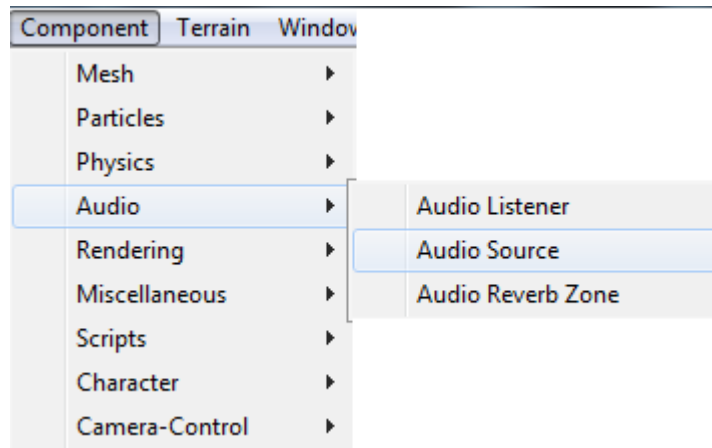 Component Terrain
Mesh
Particles
Physics
Audio
Audio Listener
Rendering
Audio Source
Miscellaneous
Audio Reverb Zone
Scripts
Character
Camera-Control